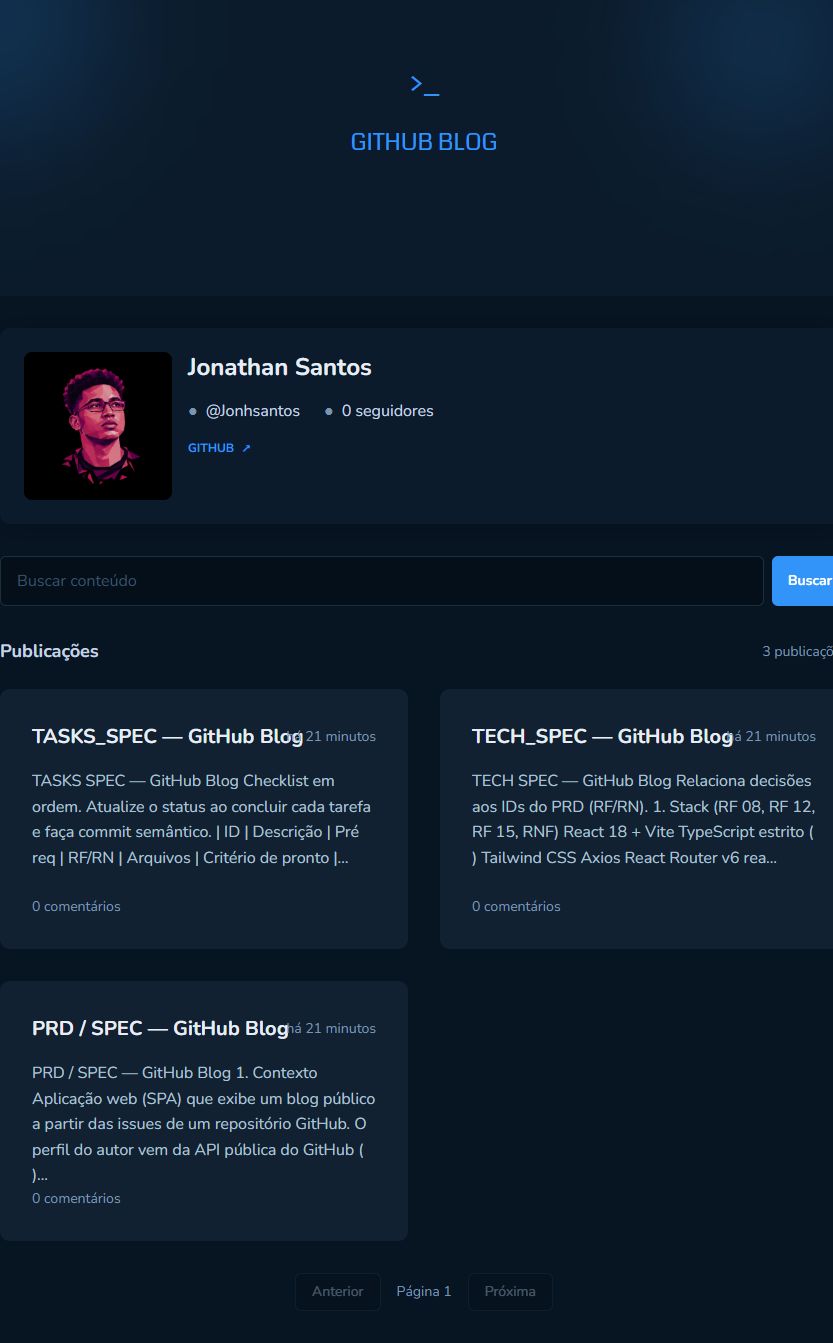 >_
GITHUB BLOG
Jonathan Santos
@Jonhsantos 0 seguidores
GITHUB ↗
Buscar conteúdo Buscar
Publicações 3 publicaçõ
TASKS_SPEC — GitHub Blog há 21 minutos
TASKS SPEC — GitHub Blog Checklist em
ordem. Atualize o status ao concluir cada tarefa
e faça commit semântico. | ID | Descrição | Pré
req | RF/RN | Arquivos | Critério de pronto |...
0 comentários
TECH_SPEC — GitHub Blog há 21 minutos
TECH SPEC — GitHub Blog Relaciona decisões
aos IDs do PRD (RF/RN). 1. Stack (RF 08, RF 12,
RF 15, RNF) React 18 + Vite TypeScript estrito (
) Tailwind CSS Axios React Router v6 rea...
0 comentários
PRD / SPEC — GitHub Blog há 21 minutos
PRD / SPEC — GitHub Blog 1. Contexto
Aplicação web (SPA) que exibe um blog público
a partir das issues de um repositório GitHub. O
perfil do autor vem da API pública do GitHub (
)...
0 comentários
Anterior Página 1 Próxima